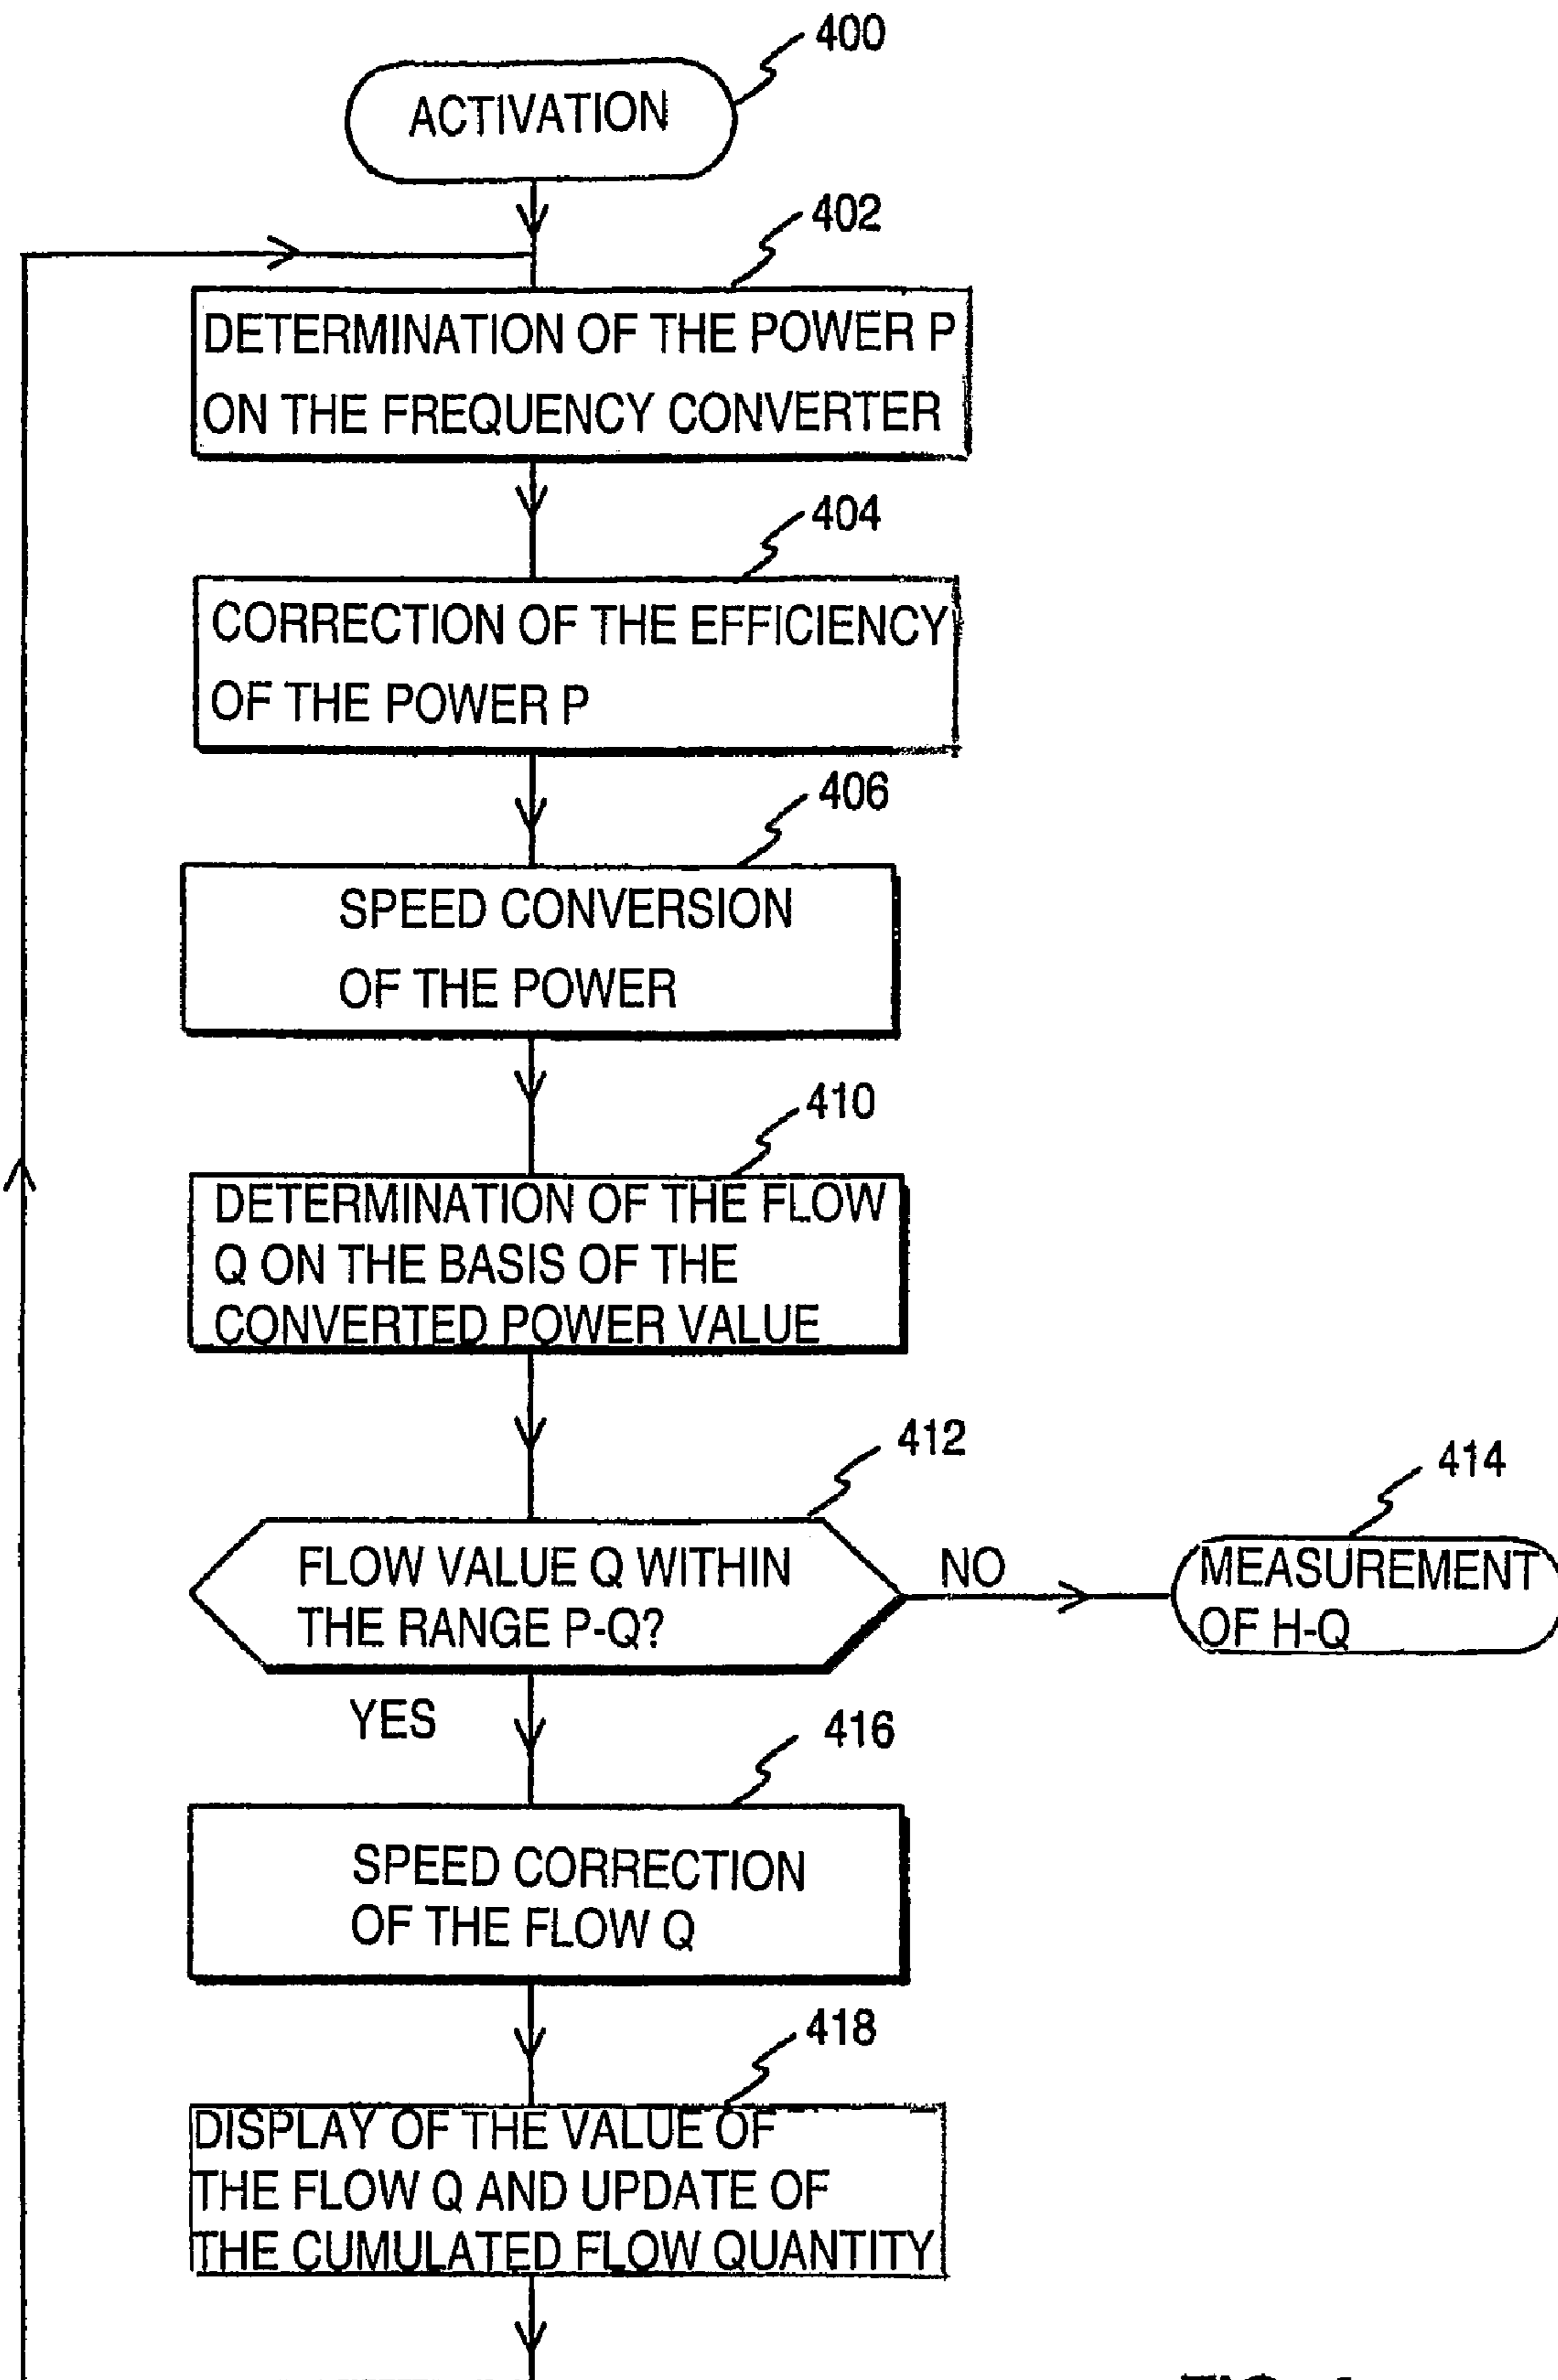 400
ACTIVATION
402
DETERMINATION OF THE POWER P
ON THE FREQUENCY CONVERTER
404
CORRECTION OF THE EFFICIENCY
OF THE POWER P
406
SPEED CONVERSION
OF THE POWER
410
DETERMINATION OF THE FLOW
Q ON THE BASIS OF THE
CONVERTED POWER VALUE
412
FLOW VALUE Q WITHIN
THE RANGE P-Q?
NO
414
MEASUREMENT
OF H-Q
YES
416
SPEED CORRECTION
OF THE FLOW Q
418
DISPLAY OF THE VALUE OF
THE FLOW Q AND UPDATE OF
THE CUMULATED FLOW QUANTITY